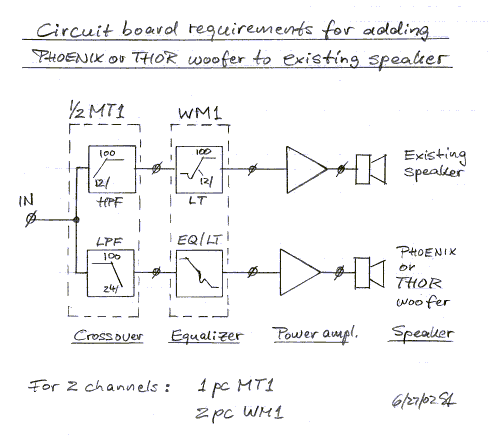 Circuit board requirements for adding
PHOENIX or THOR woofer to existing speaker
½MT1
WM1
100
12/
HPF
100
12/
LT
Existing
speaker
IN
LPF
100
24/
EQ/LT
PHOENIX
or
THOR
woofer
Crossover
Equalizer
Power ampl.
Speaker
For 2 channels:
1 pc MT1
2 pc WM1
6/27/02 SL